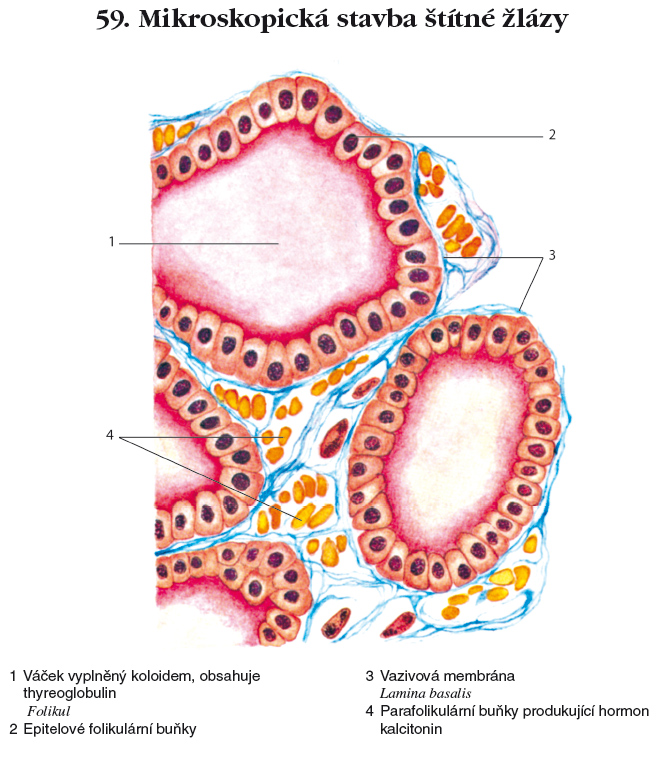 59. Mikroskopická stavba štítné žlázy
2
1
3
4
1 Váček vyplněný koloidem, obsahuje
thyreoglobulin
Folikul
2 Epitelové folikulární buňky
3 Vazivová membrána
Lamina basalis
4 Parafolikulární buňky produkující hormon
kalcitonin